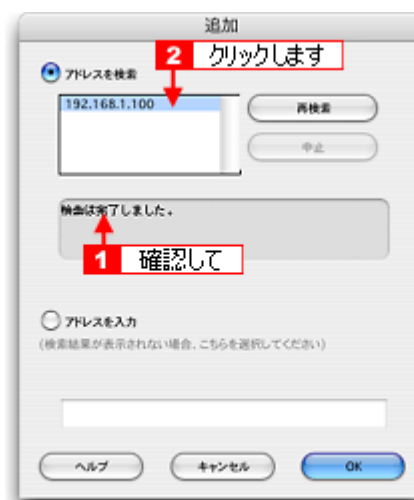 追加
2 クリックします
アドレスを検索
192.168.1.100
再検索
中止
検索は完了しました。
1 確認して
アドレスを入力
(検索結果が表示されない場合、こちらを選択してください)
ヘルプ
キャンセル
OK